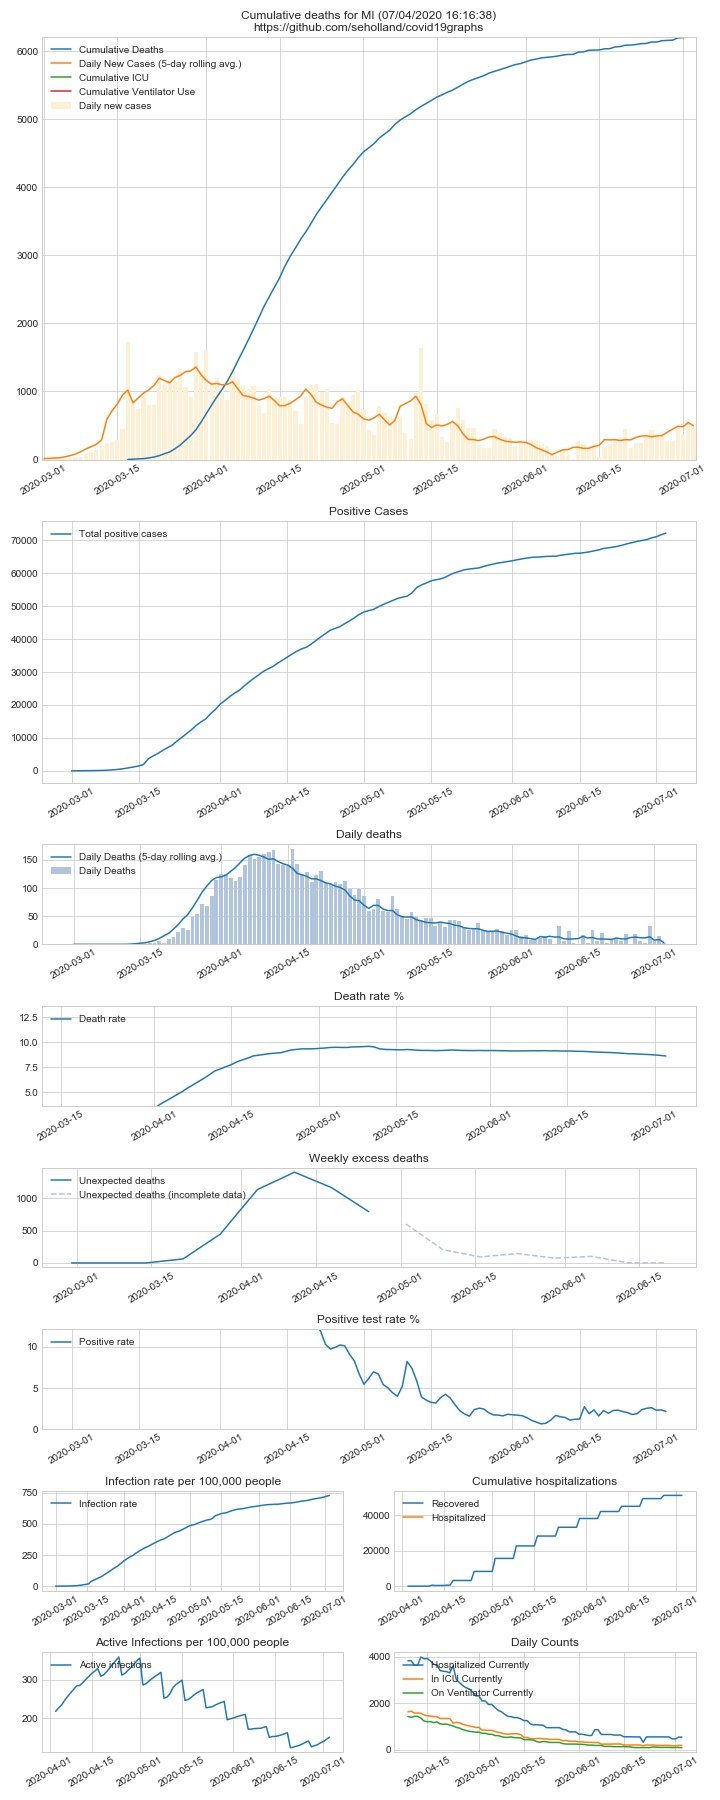 Cumulative deaths for MI (07/04/2020 16:16:38)
https://github.com/seholland/covid19graphs
Cumulative Deaths
Daily New Cases (5-day rolling avg.)
Cumulative ICU
Cumulative Ventilator Use
Daily new cases
6000
5000
4000
3000
2000
1000
0
2020-03-01 2020-03-15 2020-04-01 2020-04-15 2020-05-01 2020-05-15 2020-06-01 2020-06-15 2020-07-01
Positive Cases
Total positive cases
70000
60000
50000
40000
30000
20000
10000
0
2020-03-01 2020-03-15 2020-04-01 2020-04-15 2020-05-01 2020-05-15 2020-06-01 2020-06-15 2020-07-01
Daily deaths
Daily Deaths (5-day rolling avg.)
Daily Deaths
150
100
50
0
2020-03-01 2020-03-15 2020-04-01 2020-04-15 2020-05-01 2020-05-15 2020-06-01 2020-06-15 2020-07-01
Death rate %
Death rate
12.5
10.0
7.5
5.0
2020-03-15 2020-04-01 2020-04-15 2020-05-01 2020-05-15 2020-06-01 2020-06-15 2020-07-01
Weekly excess deaths
Unexpected deaths
Unexpected deaths (incomplete data)
1000
500
0
2020-03-01 2020-03-15 2020-04-01 2020-04-15 2020-05-01 2020-05-15 2020-06-01 2020-06-15
Positive test rate %
Positive rate
10
5
0
2020-03-01 2020-03-15 2020-04-01 2020-04-15 2020-05-01 2020-05-15 2020-06-01 2020-06-15 2020-07-01
Infection rate per 100,000 people
Infection rate
750
500
250
0
2020-03-01 2020-03-15 2020-04-01 2020-04-15 2020-05-01 2020-05-15 2020-06-01 2020-06-15 2020-07-01
Cumulative hospitalizations
Recovered
Hospitalized
40000
20000
0
2020-04-01 2020-04-15 2020-05-01 2020-05-15 2020-06-01 2020-06-15 2020-07-01
Active Infections per 100,000 people
Active infections
300
200
2020-04-01 2020-04-15 2020-05-01 2020-05-15 2020-06-01 2020-06-15 2020-07-01
Daily Counts
Hospitalized Currently
In ICU Currently
On Ventilator Currently
4000
2000
0
2020-04-15 2020-05-01 2020-05-15 2020-06-01 2020-06-15 2020-07-01